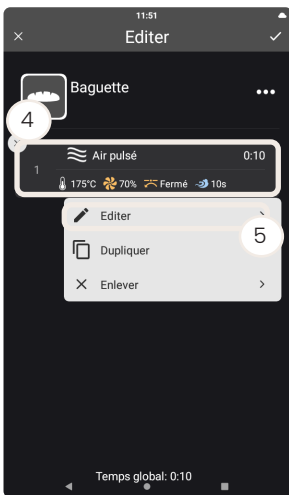 11:51
Editer
Baguette
4
1 Air pulsé 0:10
175°C 70% Fermé 10s
Editer
5
Dupliquer
Enlever
Temps global: 0:10